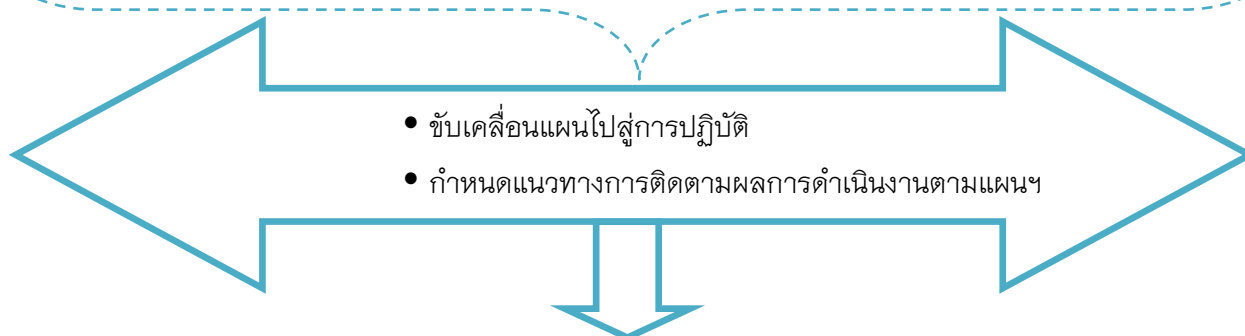 • ขับเคลื่อนแผนไปสู่การปฏิบัติ
• กำหนดแนวทางการติดตามผลการดำเนินงานตามแผนฯ